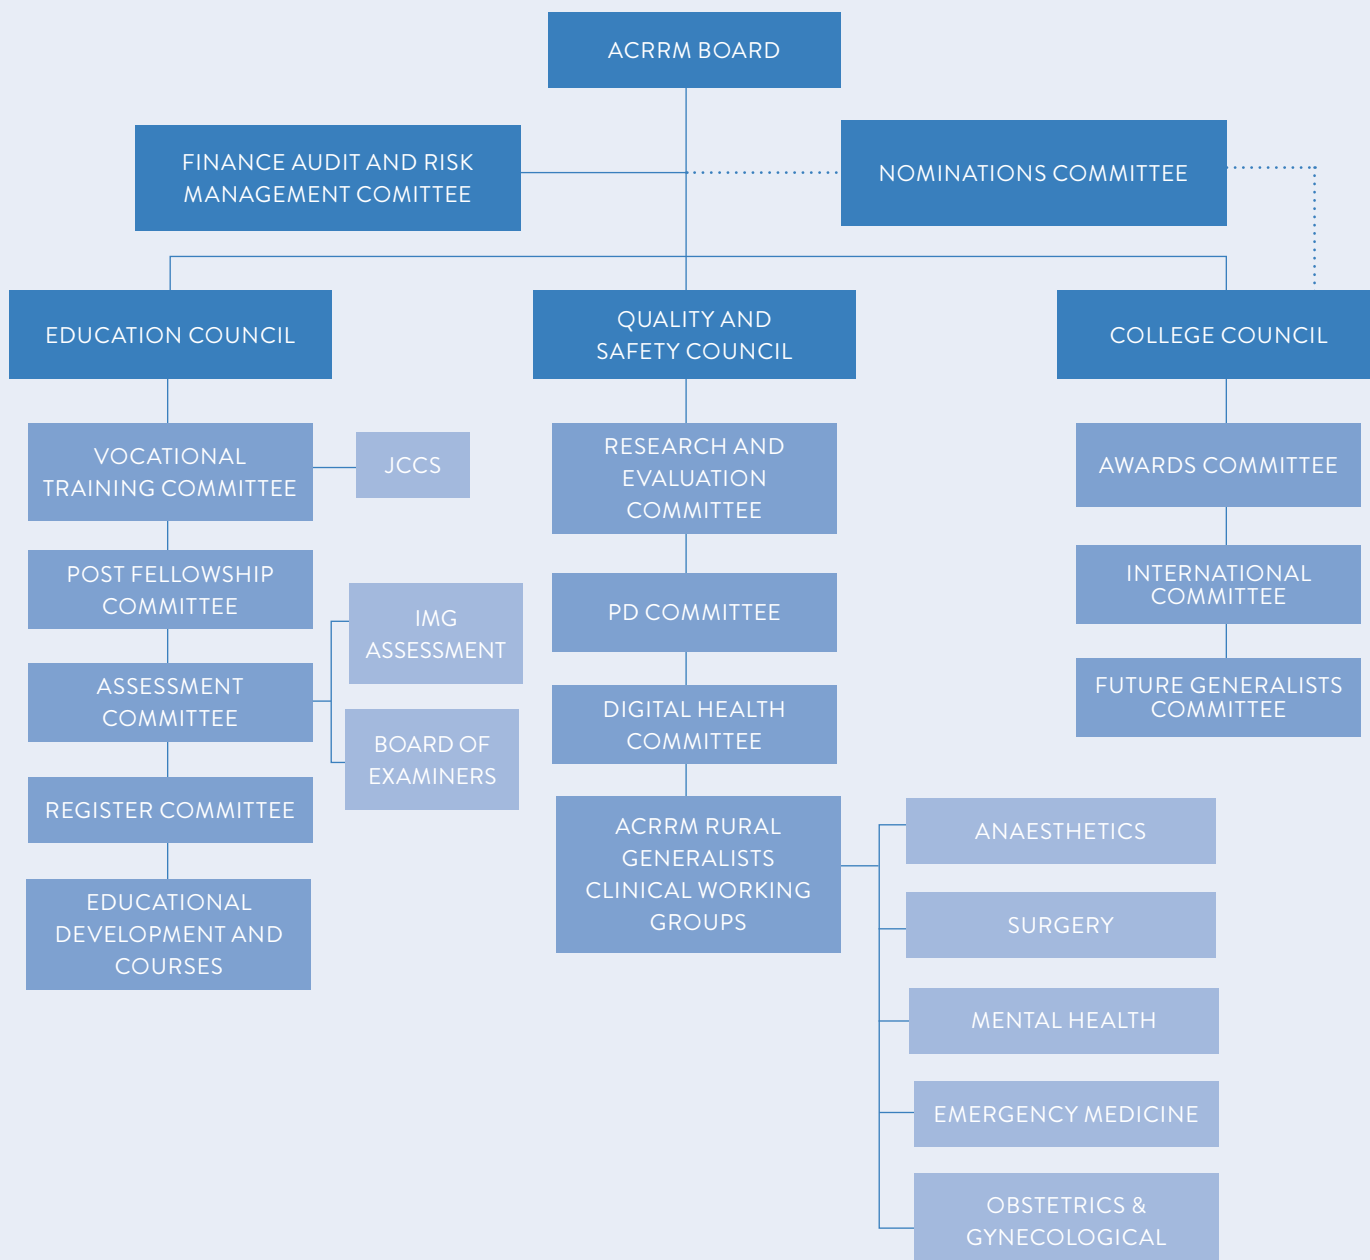 ACRRM BOARD
FINANCE AUDIT AND RISK
MANAGEMENT COMITTEE
NOMINATIONS COMMITTEE
EDUCATION COUNCIL
QUALITY AND
SAFETY COUNCIL
COLLEGE COUNCIL
VOCATIONAL
TRAINING COMMITTEE
JCCS
POST FELLOWSHIP
COMMITTEE
ASSESSMENT
COMMITTEE
IMG
ASSESSMENT
BOARD OF
EXAMINERS
REGISTER COMMITTEE
EDUCATIONAL
DEVELOPMENT AND
COURSES
RESEARCH AND
EVALUATION
COMMITTEE
PD COMMITTEE
DIGITAL HEALTH
COMMITTEE
ACRRM RURAL
GENERALISTS
CLINICAL WORKING
GROUPS
ANAESTHETICS
SURGERY
MENTAL HEALTH
EMERGENCY MEDICINE
OBSTETRICS &
GYNECOLOGICAL
AWARDS COMMITTEE
INTERNATIONAL
COMMITTEE
FUTURE GENERALISTS
COMMITTEE